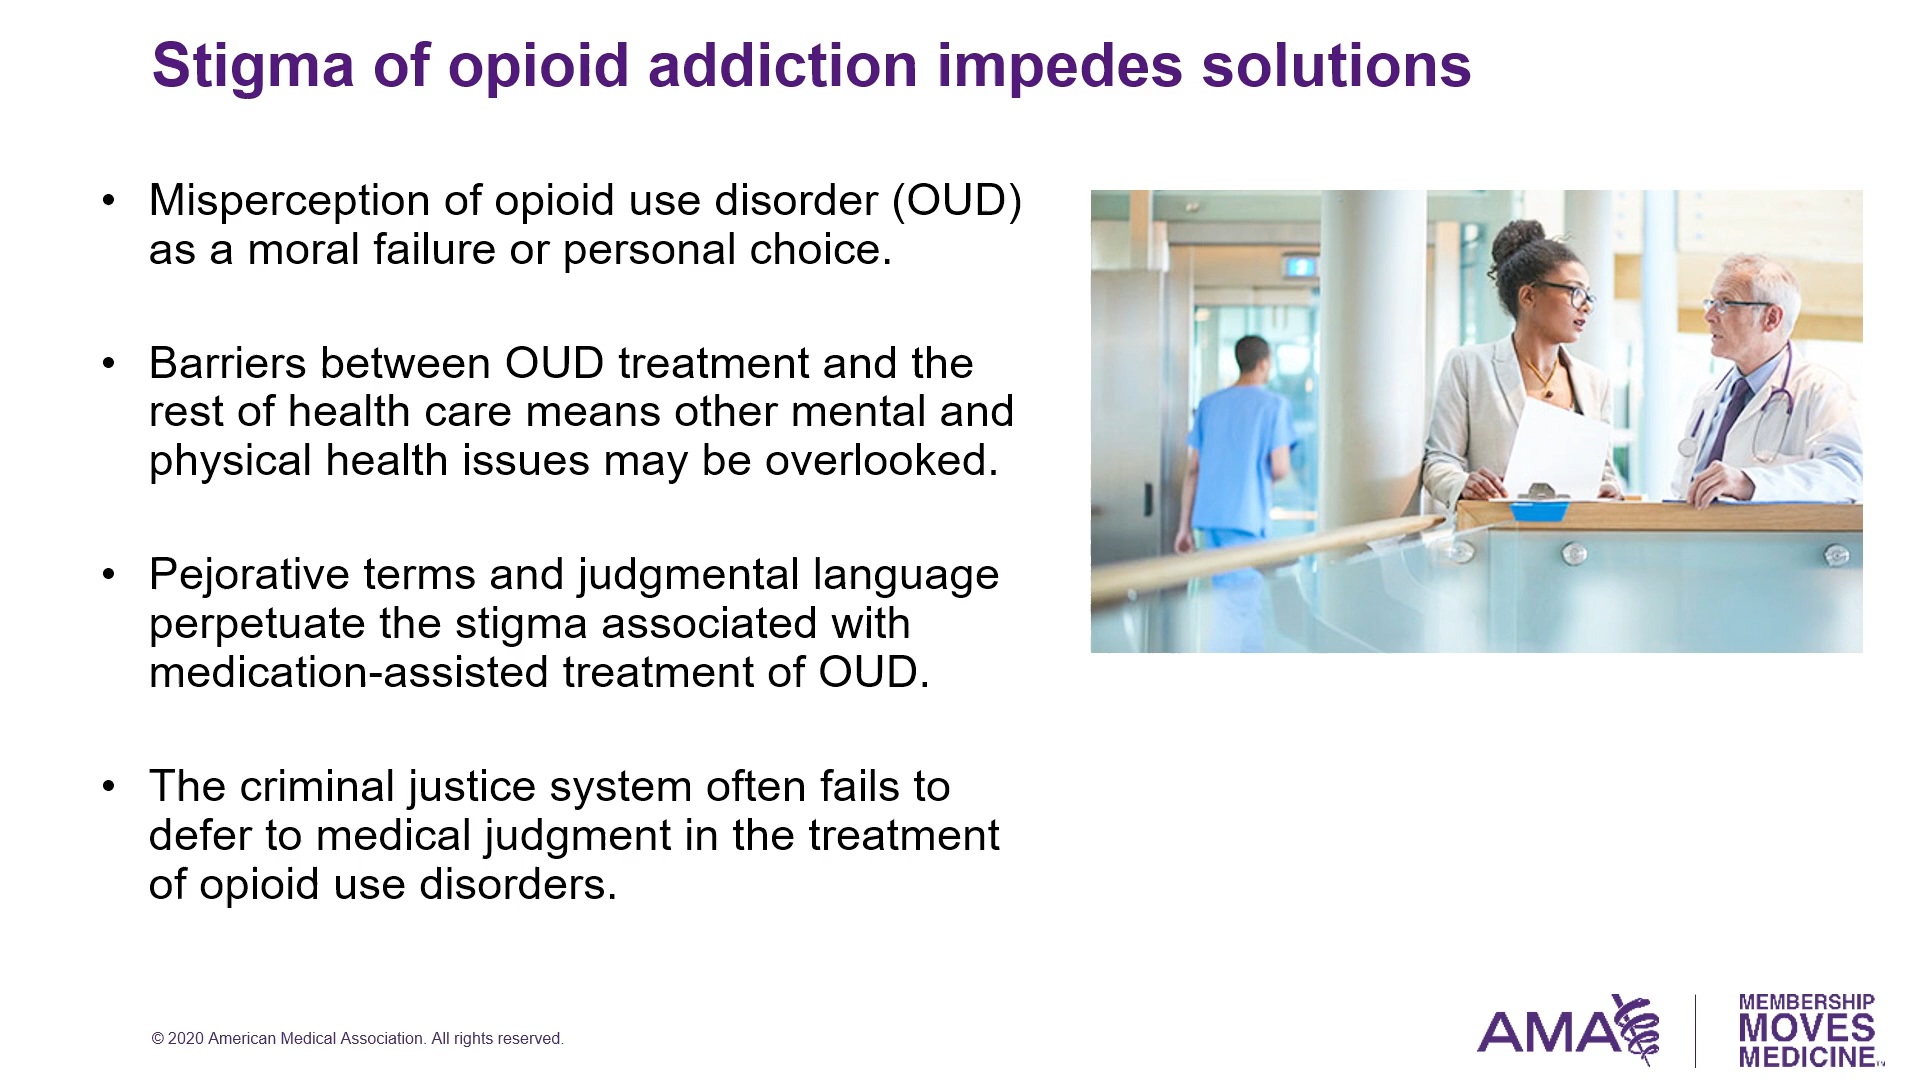 Stigma of opioid addiction impedes solutions
• Misperception of opioid use disorder (OUD)
as a moral failure or personal choice.
• Barriers between OUD treatment and the
rest of health care means other mental and
physical health issues may be overlooked.
• Pejorative terms and judgmental language
perpetuate the stigma associated with
medication-assisted treatment of OUD.
• The criminal justice system often fails to
defer to medical judgment in the treatment
of opioid use disorders.
© 2020 American Medical Association. All rights reserved.
AMA
MEMBERSHIP
MOVES
MEDICINE™